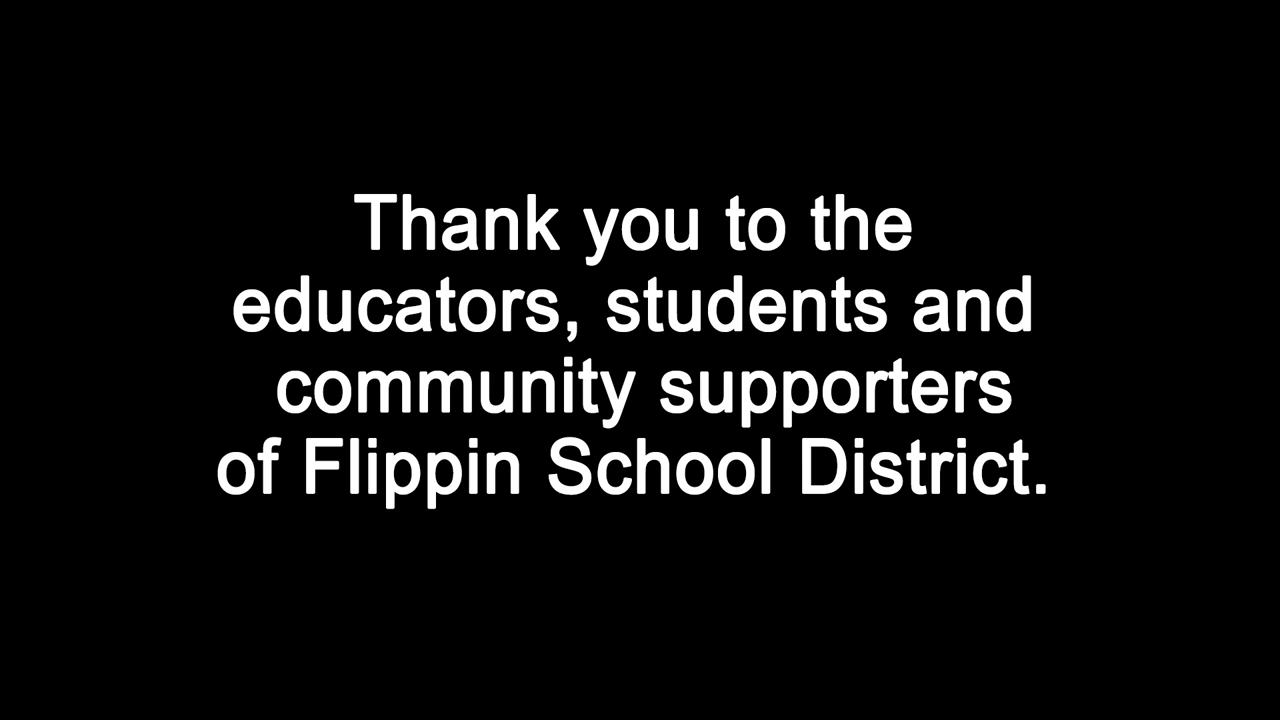 Thank you to the
educators, students and
community supporters
of Flippin School District.